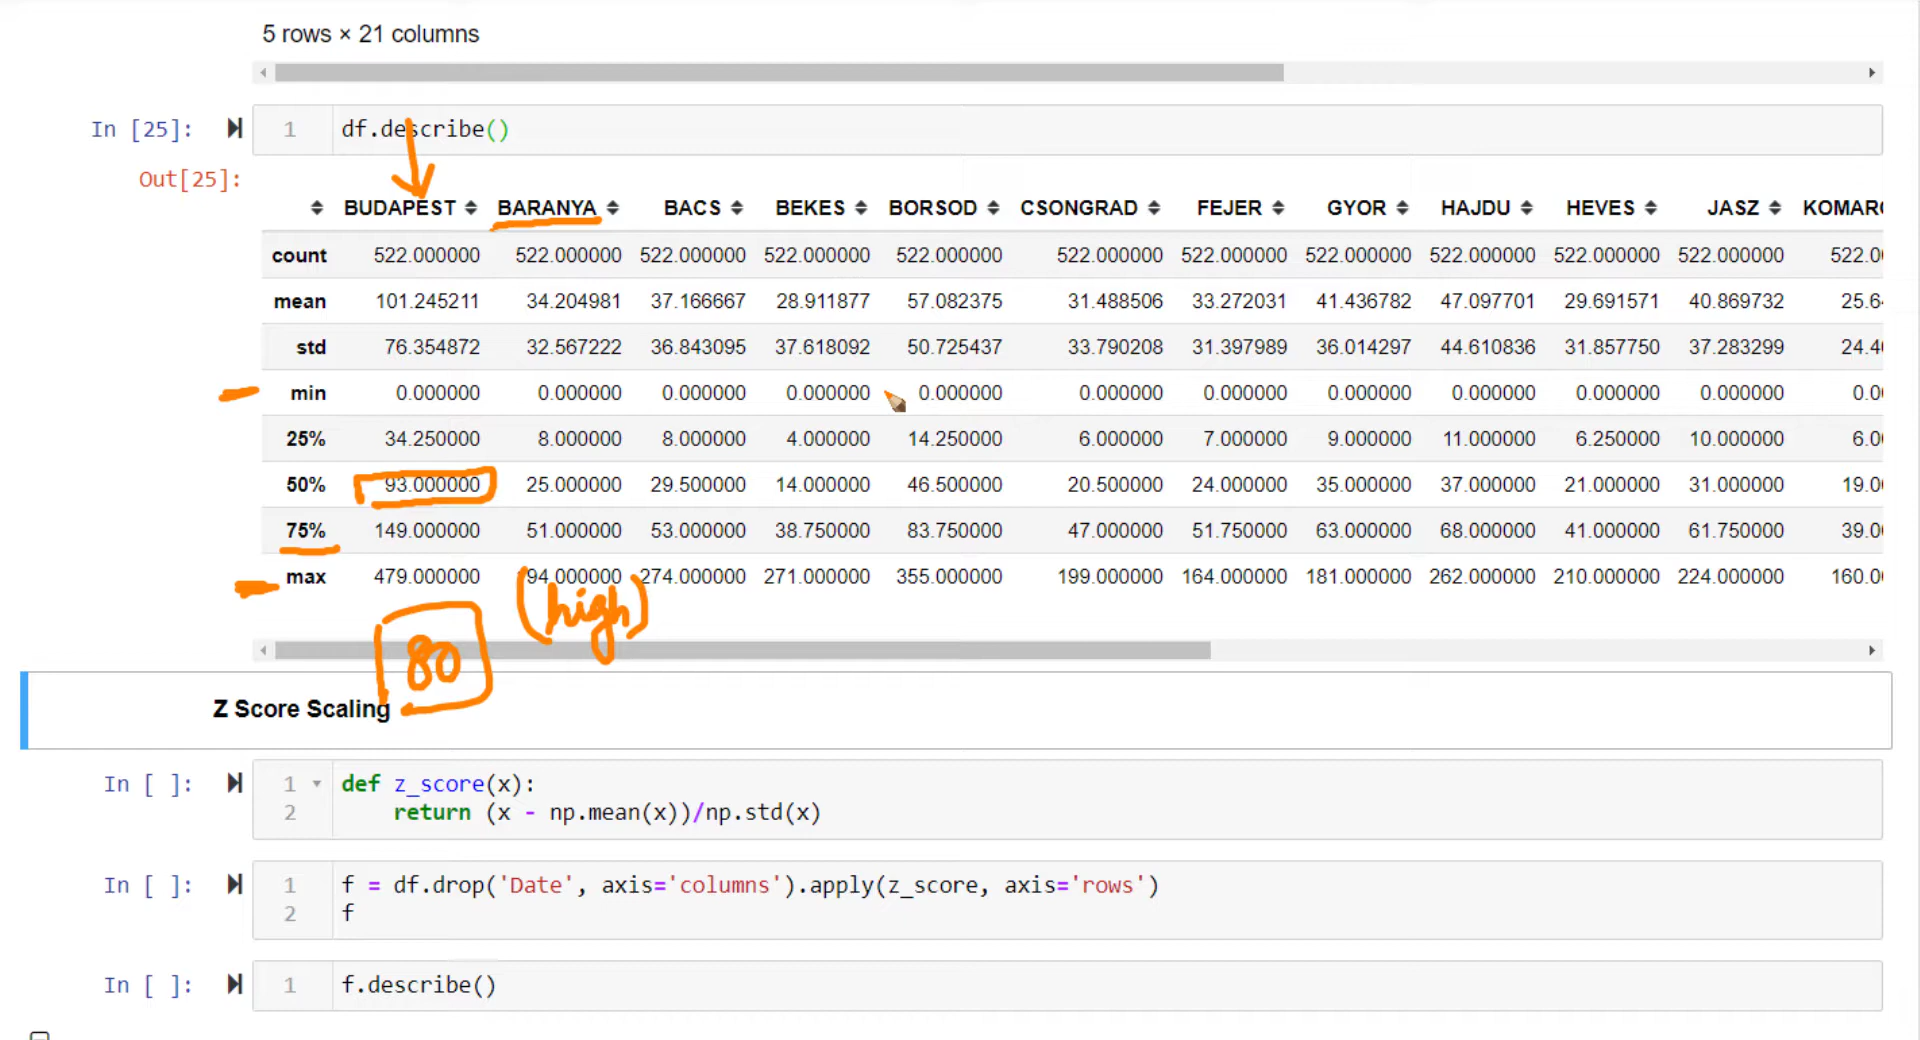 5 rows × 21 columns
In [25]: 1 df.describe()
Out[25]:
BUDAPEST BARANYA BACS BEKES BORSOD CSONGRAD FEJER GYOR HAJDU HEVES JASZ
count 522.000000 522.000000 522.000000 522.000000 522.000000 522.000000 522.000000 522.000000 522.000000 522.000000 522.000000
mean 101.245211 34.204981 37.166667 28.911877 57.082375 31.488506 33.272031 41.436782 47.097701 29.691571 40.869732
std 76.354872 32.567222 36.843095 37.618092 50.725437 33.790208 31.397989 36.014297 44.610836 31.857750 37.283299
min 0.000000 0.000000 0.000000 0.000000 0.000000 0.000000 0.000000 0.000000 0.000000 0.000000 0.000000
25% 34.250000 8.000000 8.000000 4.000000 14.250000 6.000000 7.000000 9.000000 11.000000 6.250000 10.000000
50% 93.000000 25.000000 29.500000 14.000000 46.500000 20.500000 24.000000 35.000000 37.000000 21.000000 31.000000
75% 149.000000 51.000000 53.000000 38.750000 83.750000 47.000000 51.750000 63.000000 68.000000 41.000000 61.750000
max 479.000000 274.000000 271.000000 355.000000 199.000000 164.000000 181.000000 262.000000 210.000000 224.000000
(high)
80
Z Score Scaling
In [ ]: 1 def z_score(x):
2 return (x - np.mean(x))/np.std(x)
In [ ]: 1 f = df.drop('Date', axis='columns').apply(z_score, axis='rows')
2 f
In [ ]: 1 f.describe()